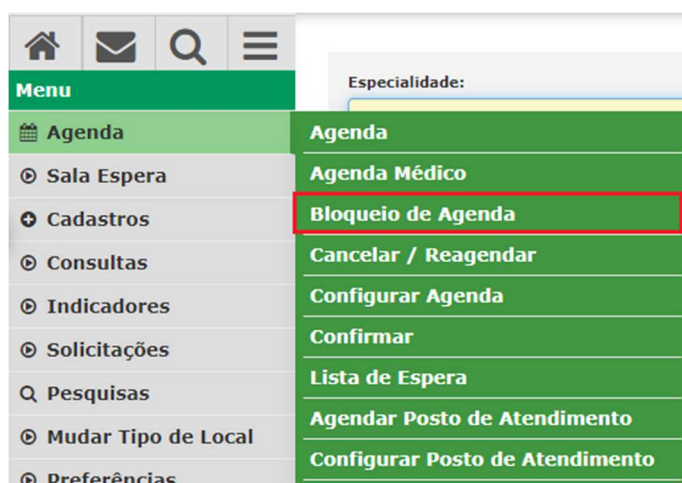 Menu
Especialidade:
Agenda
Sala Espera
Cadastros
Consultas
Indicadores
Solicitações
Pesquisas
Mudar Tipo de Local
Preferências
Agenda
Agenda Médico
Bloqueio de Agenda
Cancelar / Reagendar
Configurar Agenda
Confirmar
Lista de Espera
Agendar Posto de Atendimento
Configurar Posto de Atendimento